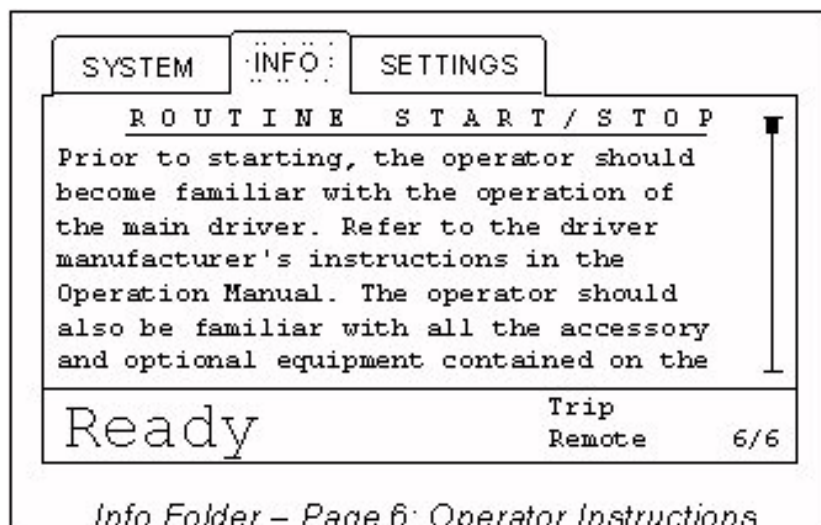 SYSTEM INFO SETTINGS
ROUTINE START/STOP
Prior to starting, the operator should
become familiar with the operation of
the main driver. Refer to the driver
manufacturer's instructions in the
Operation Manual. The operator should
also be familiar with all the accessory
and optional equipment contained on the
Ready
Trip
Remote 6/6
Info Folder – Page 6: Operator Instructions